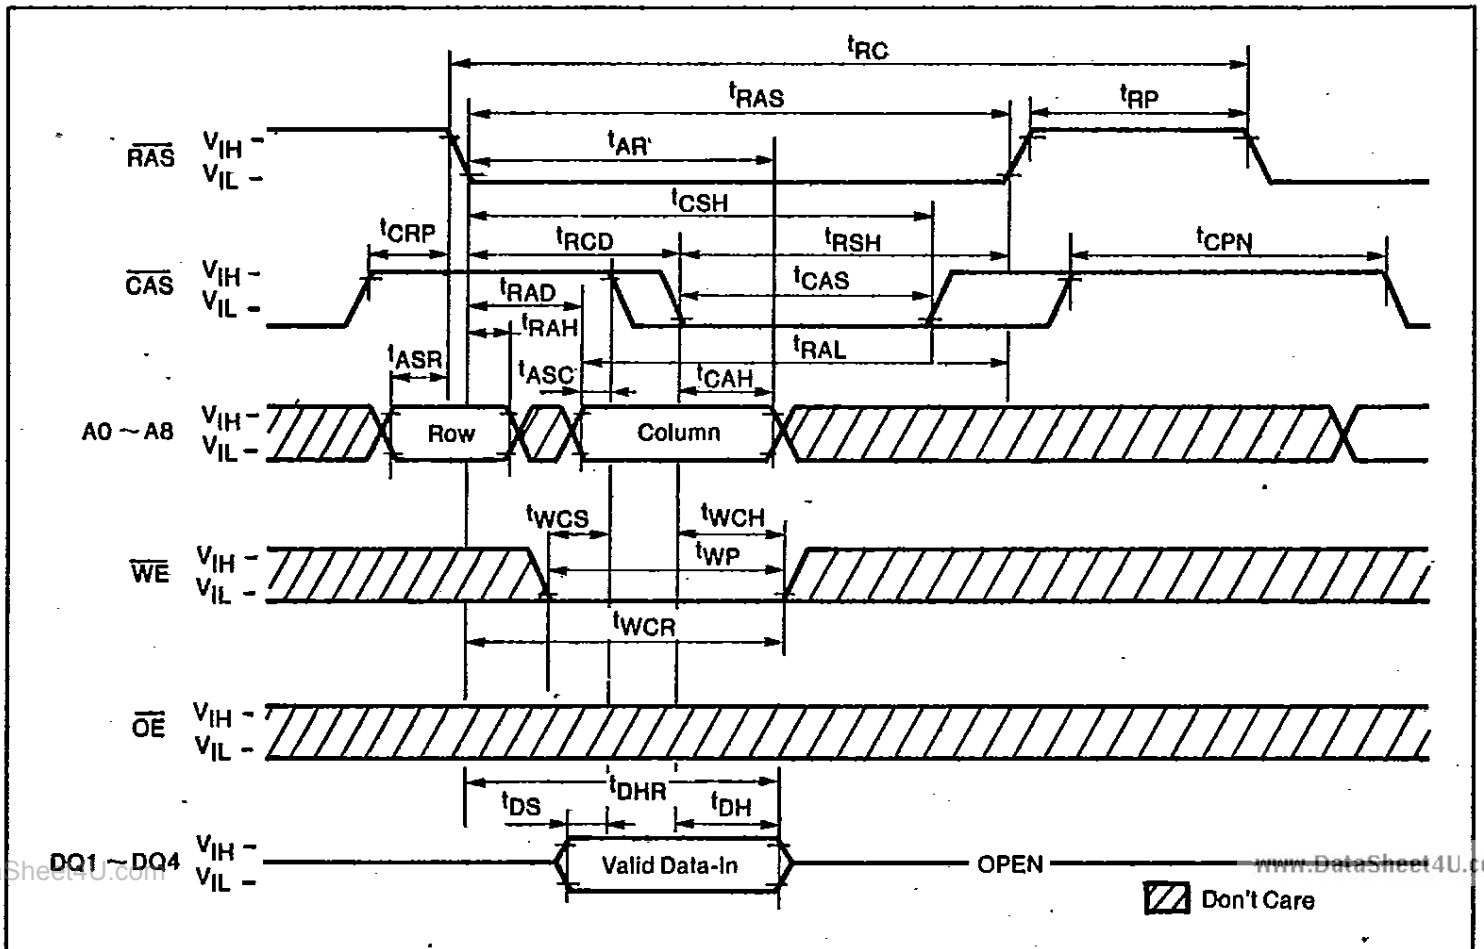 tRC
tRAS
tRP
RAS
VIH
VIL
tAR
tCSH
tCRP
tRCD
tRSH
tCPN
CAS
VIH
VIL
tRAD
tCAS
tRAH
tRAL
tASR
tASC
tCAH
A0 ~ A8
VIH
VIL
Row
Column
tWCS
tWCH
WE
VIH
VIL
tWP
tWCR
OE
VIH
VIL
tDHR
tDS
tDH
DQ1 ~ DQ4
VIH
VIL
Valid Data-In
OPEN
Sheet4U.com
www.DataSheet4U.co
Don't Care